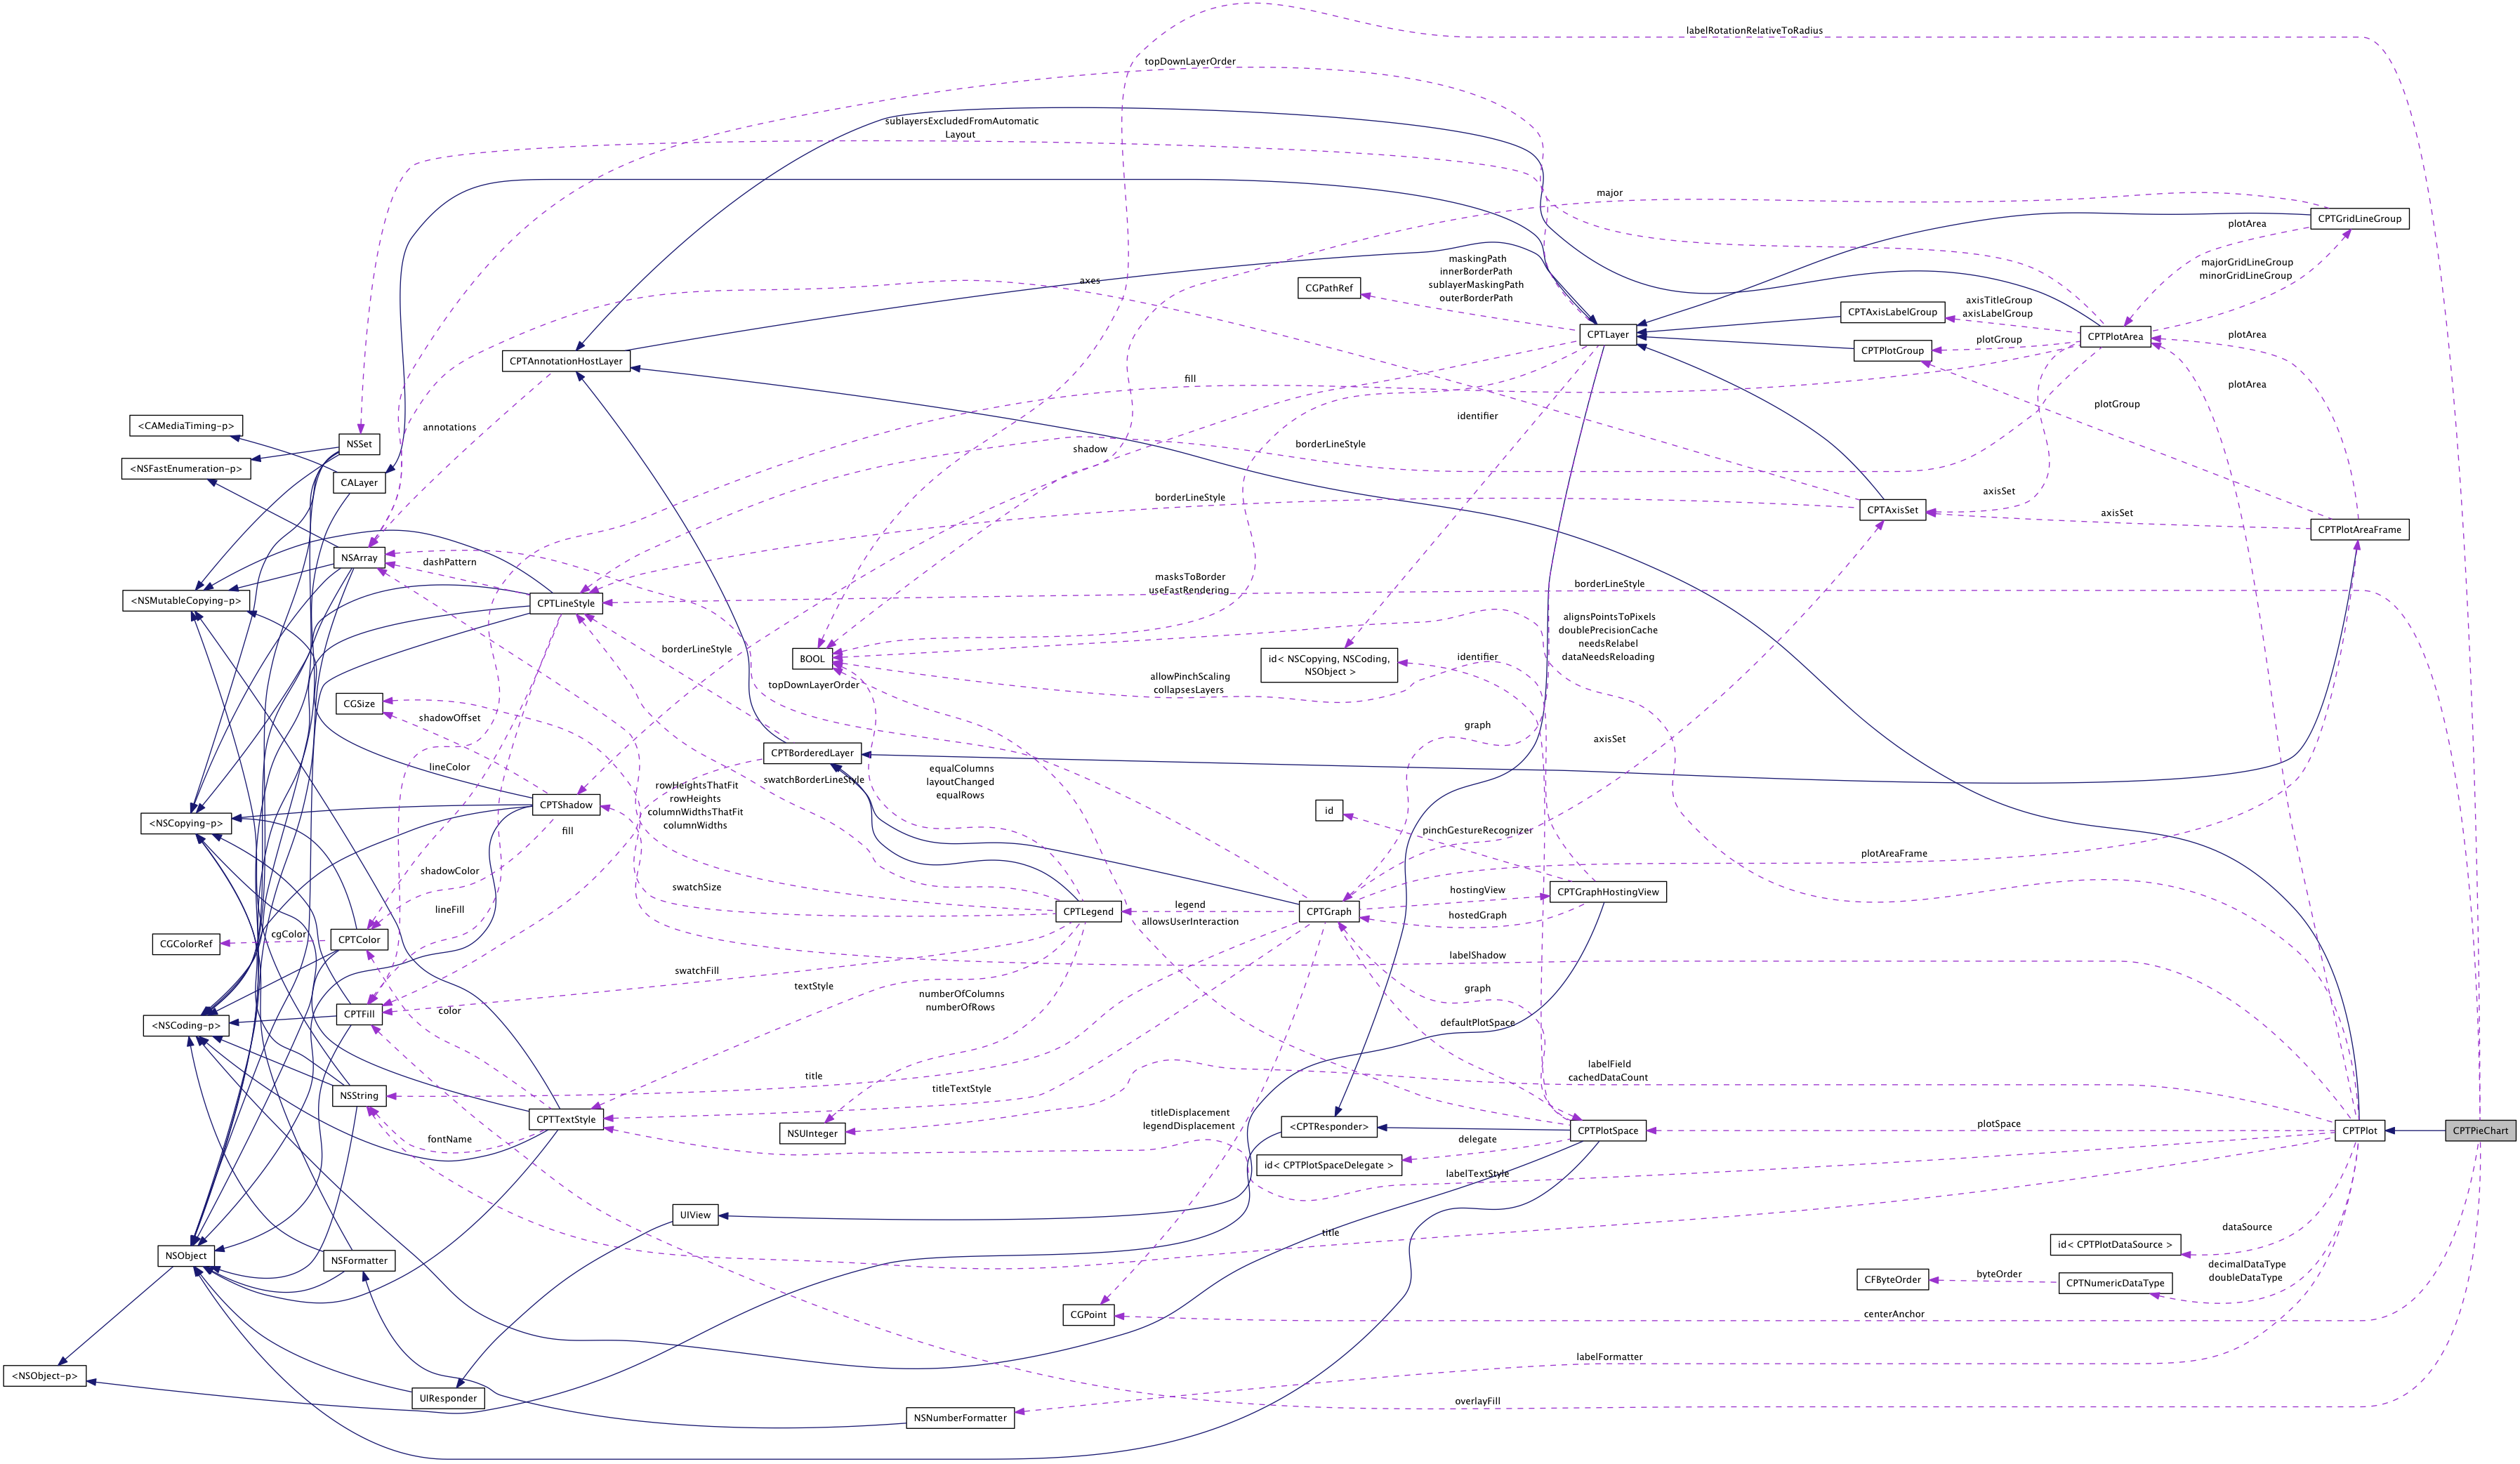 labelRotationRelativeToRadius
topDownLayerOrder
sublayersExcludedFromAutomatic
Layout
major
CPTGridLineGroup
plotArea
maskingPath
innerBorderPath
sublayerMaskingPath
outerBorderPath
majorGridLineGroup
minorGridLineGroup
axes
CGPathRef
axisTitleGroup
axisLabelGroup
CPTAxisLabelGroup
CPTLayer
CPTPlotArea
plotArea
plotGroup
CPTPlotGroup
CPTAnnotationHostLayer
fill
plotArea
plotGroup
identifier
<CAMediaTiming-p>
annotations
NSSet
borderLineStyle
shadow
<NSFastEnumeration-p>
CALayer
axisSet
borderLineStyle
CPTAxisSet
axisSet
CPTPlotAreaFrame
NSArray
dashPattern
masksToBorder
useFastRendering
borderLineStyle
<NSMutableCopying-p>
CPTLineStyle
alignsPointsToPixels
doublePrecisionCache
needsRelabel
dataNeedsReloading
borderLineStyle
BOOL
id< NSCopying, NSCoding,
NSObject >
identifier
topDownLayerOrder
allowPinchScaling
collapsesLayers
CGSize
shadowOffset
graph
axisSet
CPTBorderedLayer
lineColor
swatchBorderLineStyle
equalColumns
layoutChanged
equalRows
rowHeightsThatFit
rowHeights
columnWidthsThatFit
columnWidths
CPTShadow
id
<NSCopying-p>
fill
pinchGestureRecognizer
plotAreaFrame
shadowColor
swatchSize
hostingView
CPTGraphHostingView
lineFill
CPTLegend
legend
CPTGraph
hostedGraph
allowsUserInteraction
CGColorRef
cgColor
CPTColor
labelShadow
swatchFill
textStyle
numberOfColumns
numberOfRows
graph
color
CPTFill
<NSCoding-p>
defaultPlotSpace
labelField
cachedDataCount
title
titleTextStyle
NSString
titleDisplacement
legendDisplacement
CPTTextStyle
fontName
NSUInteger
<CPTResponder>
CPTPlotSpace
plotSpace
CPTPlot
CPTPieChart
delegate
id< CPTPlotSpaceDelegate >
labelTextStyle
UIView
title
dataSource
id< CPTPlotDataSource >
NSObject
NSFormatter
decimalDataType
doubleDataType
CFByteOrder
byteOrder
CPTNumericDataType
CGPoint
centerAnchor
labelFormatter
<NSObject-p>
UIResponder
overlayFill
NSNumberFormatter